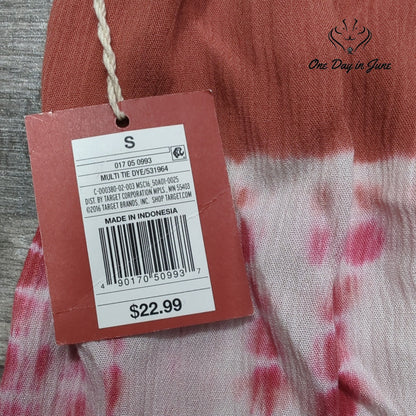 One Day in June
S
017 05 0993
MULTI TIE DYE/531964
C-000380-02-003 MSC16_50A01-0025
DIST. BY TARGET CORPORATION MPLS., MN 55403
©2016 TARGET BRANDS, INC. SHOP TARGET.COM
MADE IN INDONESIA
4 90170 50993 7
$22.99